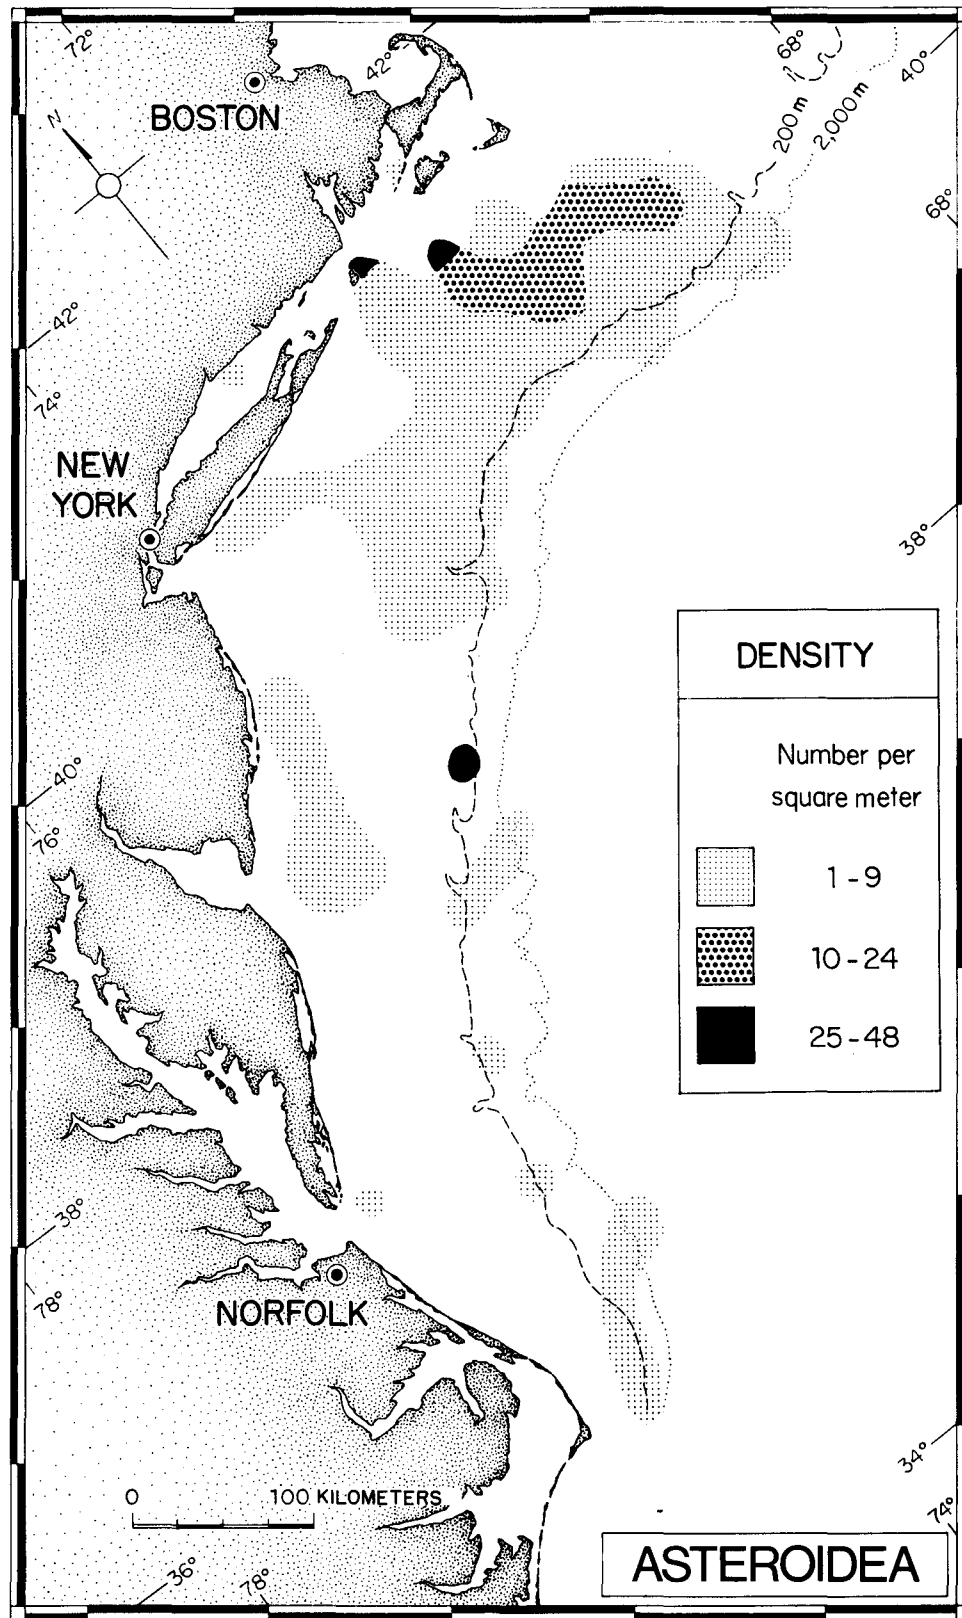 72°
42°
68°
40°
BOSTON
N
200 m
2,000 m
68°
42°
74°
NEW
YORK
38°
DENSITY
Number per
square meter
1-9
10-24
25-48
40°
76°
38°
78°
NORFOLK
34°
74°
0 100 KILOMETERS
36°
78°
ASTEROIDEA